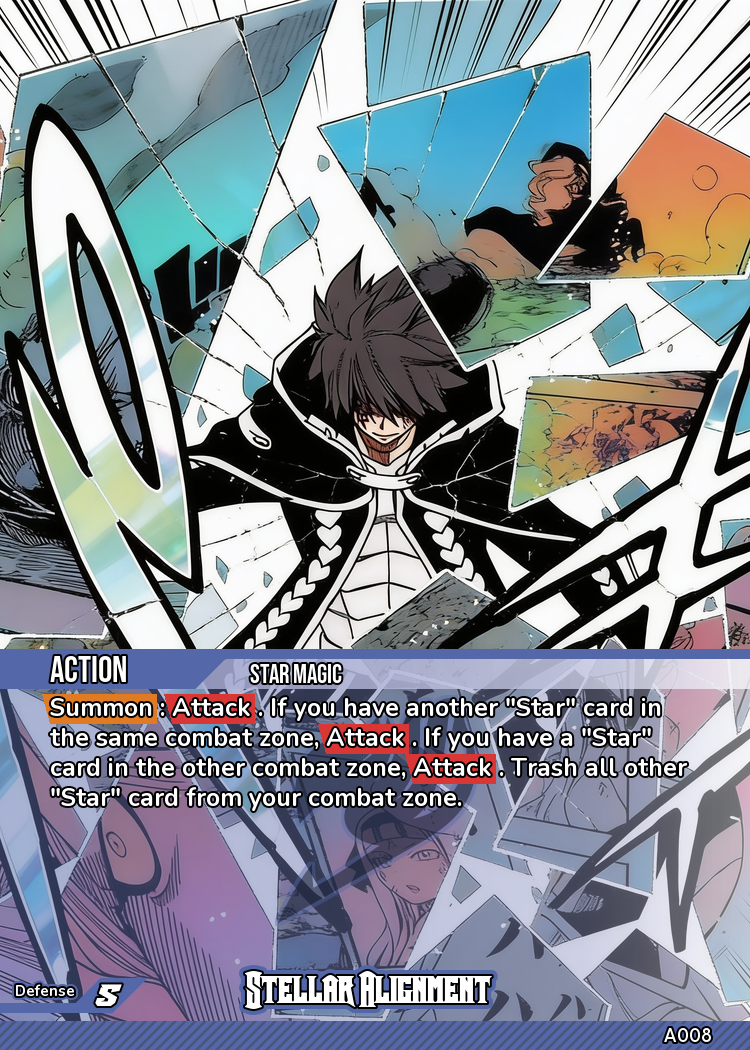 ACTION
STAR MAGIC
Summon : Attack . If you have another "Star" card in
the same combat zone, Attack . If you have a "Star"
card in the other combat zone, Attack . Trash all other
"Star" card from your combat zone.
Defense 5
STELLAR ALIGNMENT
A008